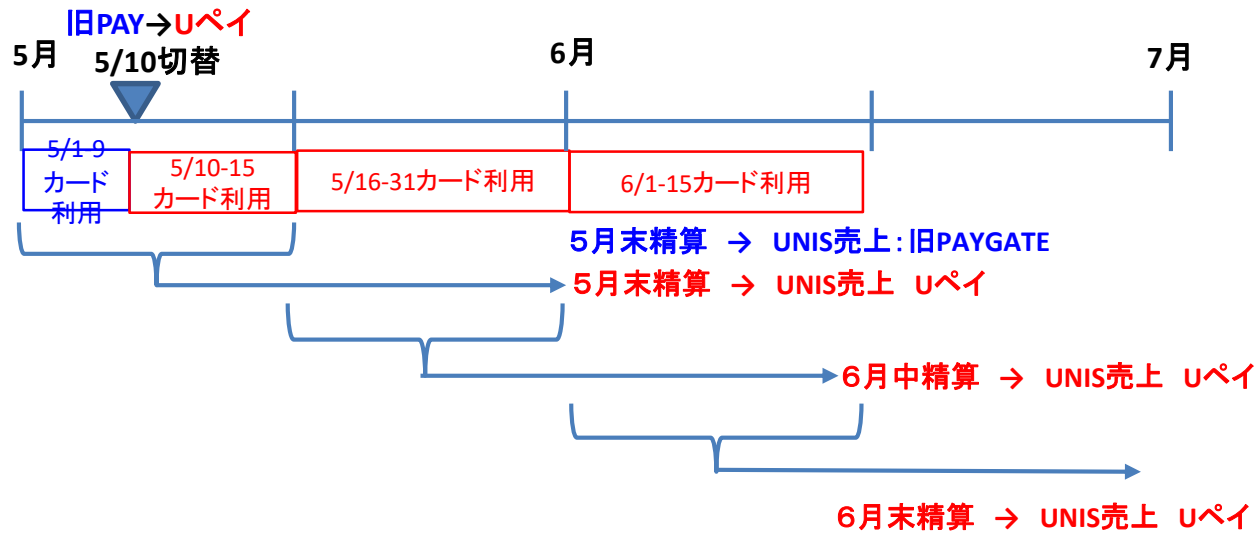 旧PAY→Uペイ
5月 5/10切替 6月 7月
5/1-9
カード
利用
5/10-15
カード利用
5/16-31カード利用
6/1-15カード利用
５月末精算 → UNIS売上：旧PAYGATE
５月末精算 → UNIS売上 Uペイ
６月中精算 → UNIS売上 Uペイ
６月末精算 → UNIS売上 Uペイ